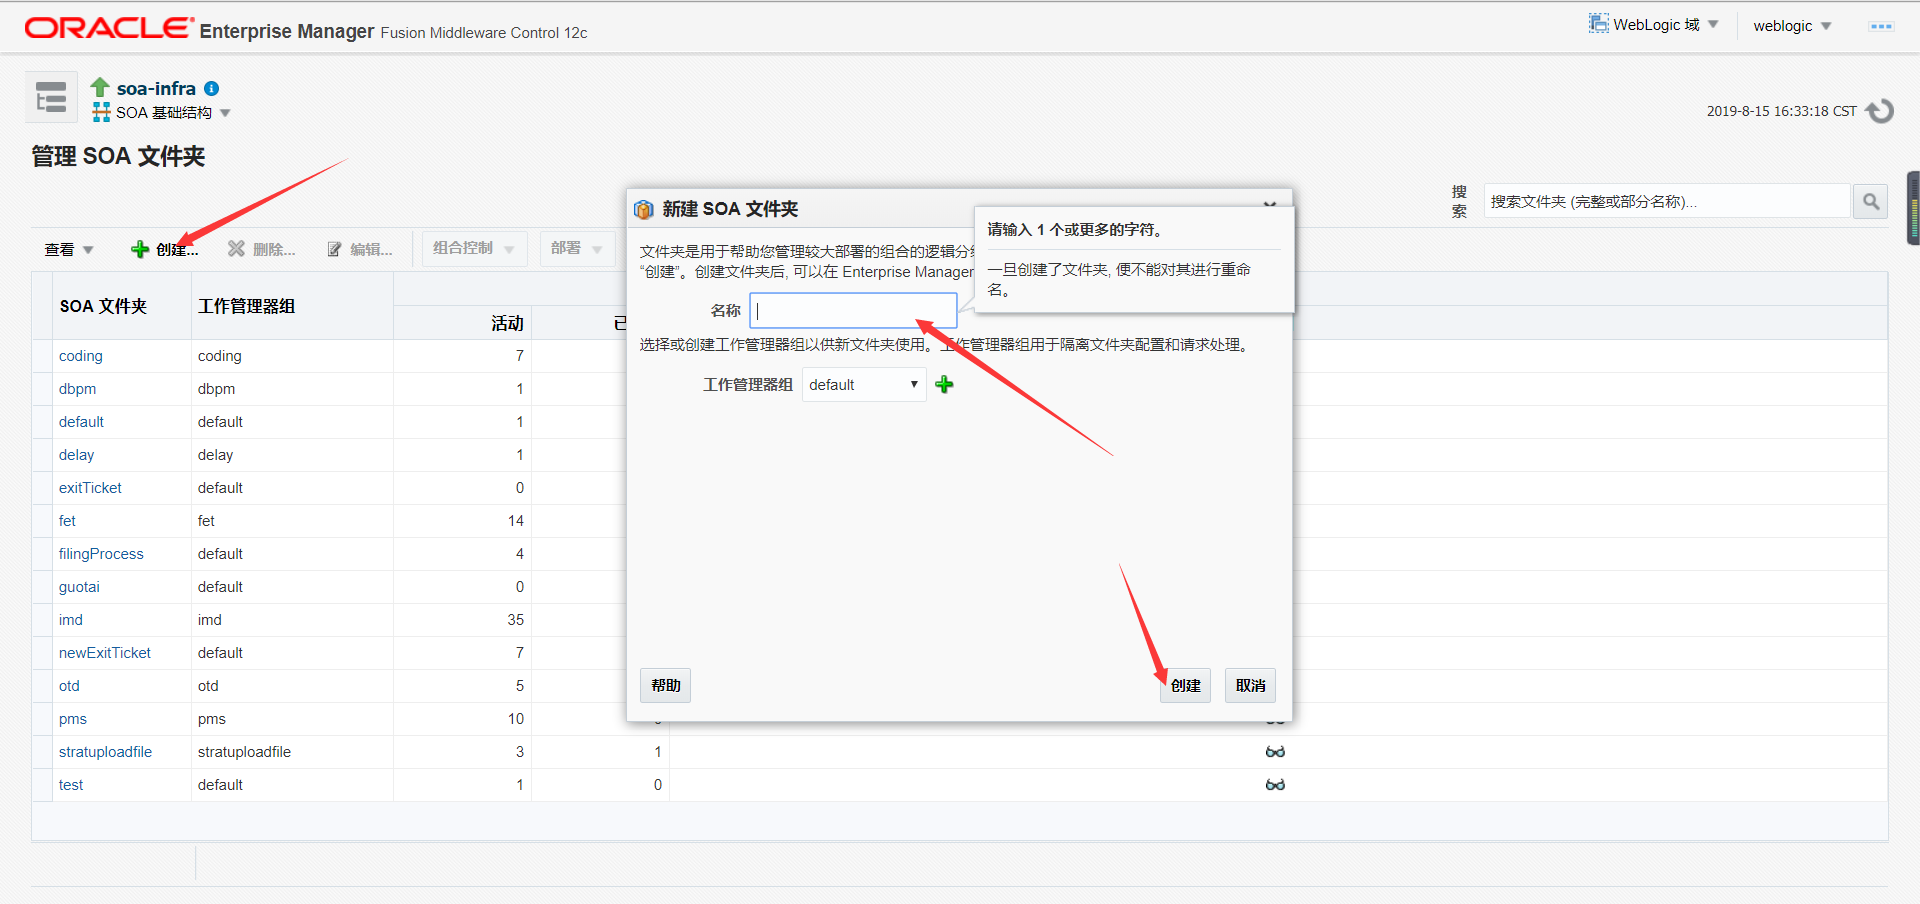 ORACLE Enterprise Manager Fusion Middleware Control 12c
WebLogic 域
weblogic
soa-infra
SOA 基础结构
2019-8-15 16:33:18 CST
管理 SOA 文件夹
搜索
搜索文件夹 (完整或部分名称)...
查看
创建...
删除...
编辑...
组合控制
部署
SOA 文件夹
工作管理器组
活动
已
coding coding 7
dbpm dbpm 1
default default 1
delay delay 1
exitTicket default 0
fet fet 14
filingProcess default 4
guotai default 0
imd imd 35
newExitTicket default 7
otd otd 5
pms pms 10
stratuploadfile stratuploadfile 3 1
test default 1 0
新建 SOA 文件夹
文件夹是用于帮助您管理较大部署的组合的逻辑分
“创建”。创建文件夹后, 可以在 Enterprise Manager
请输入 1 个或更多的字符。
一旦创建了文件夹, 便不能对其进行重命
名。
名称
选择或创建工作管理器组以供新文件夹使用。工作管理器组用于隔离文件夹配置和请求处理。
工作管理器组
default
帮助
创建
取消